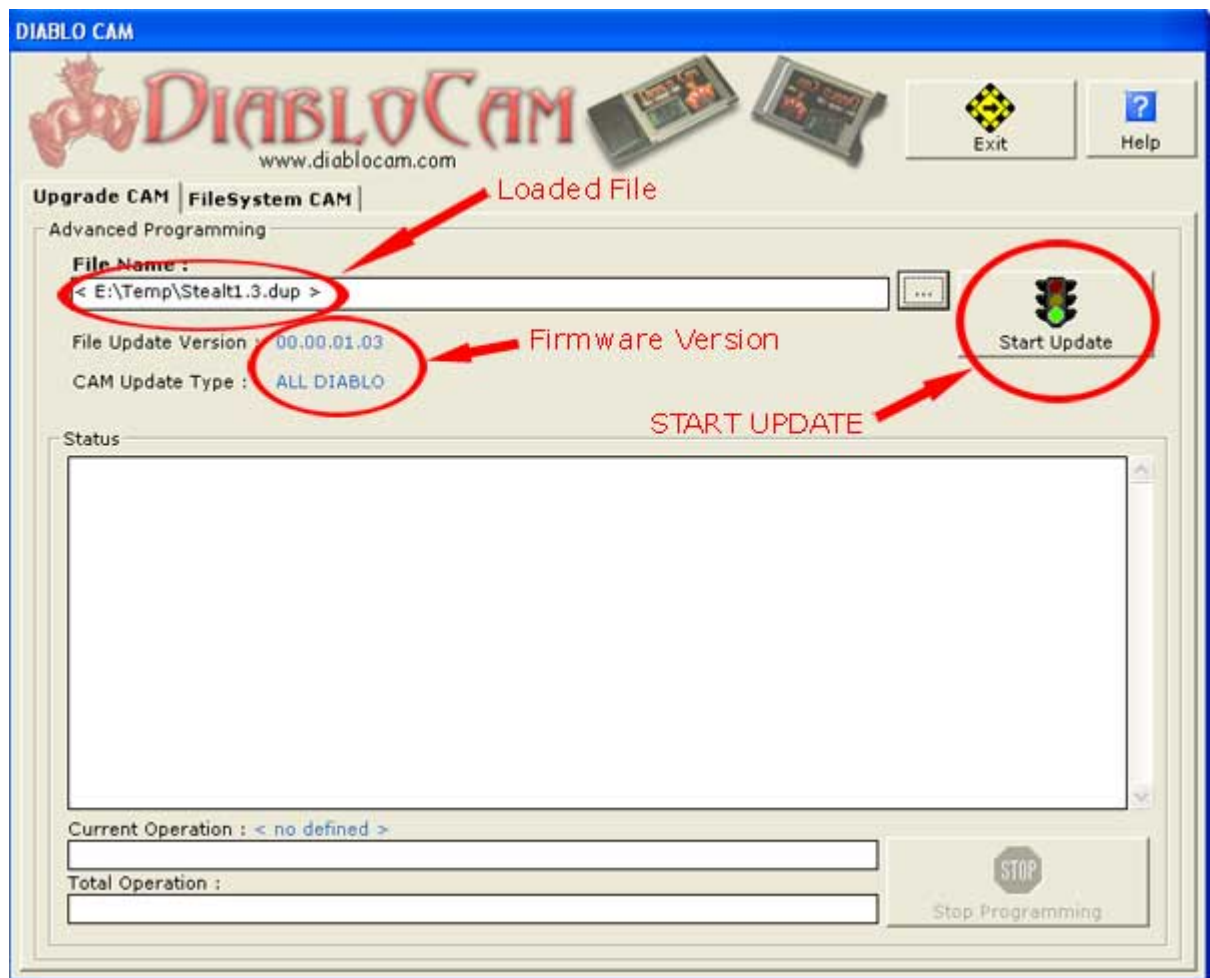 DIABLO CAM
DIABLOCAM
www.diablocam.com
Exit
Help
Loaded File
Upgrade CAM
FileSystem CAM
Advanced Programming
File Name :
< E:\Temp\Stealt1.3.dup >
...
Start Update
File Update Version : 00.00.01.03
Firmware Version
CAM Update Type : ALL DIABLO
START UPDATE
Status
Current Operation : < no defined >
Total Operation :
STOP
Stop Programming